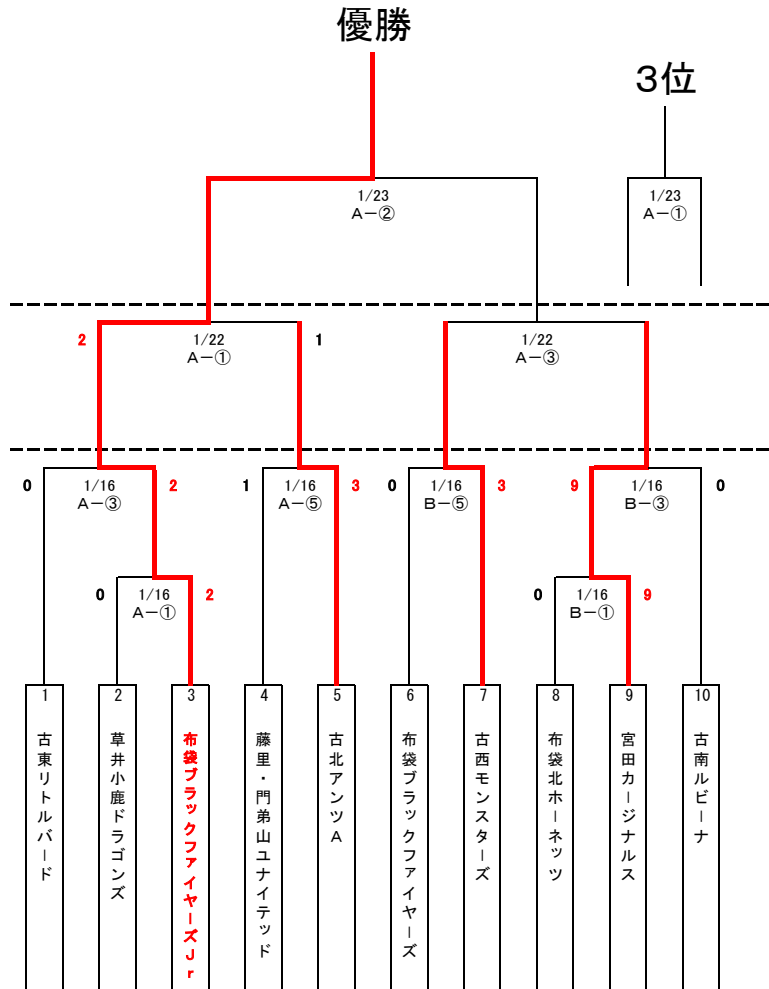 優勝
3位
1/23
A－②
1/23
A－①
2
1/22
A－①
1
1/22
A－③
0
1/16
A－③
2
1
1/16
A－⑤
3
0
1/16
B－⑤
3
9
1/16
B－③
0
0
1/16
A－①
2
0
1/16
B－①
9
1
古東リトルバード
2
草井小鹿ドラゴンズ
3
布袋ブラックファイヤーズJr
4
藤里・門弟山ユナイテッド
5
古北アンツA
6
布袋ブラックファイヤーズ
7
古西モンスターズ
8
布袋北ホーネッツ
9
宮田カージナルス
10
古南ルビーナ